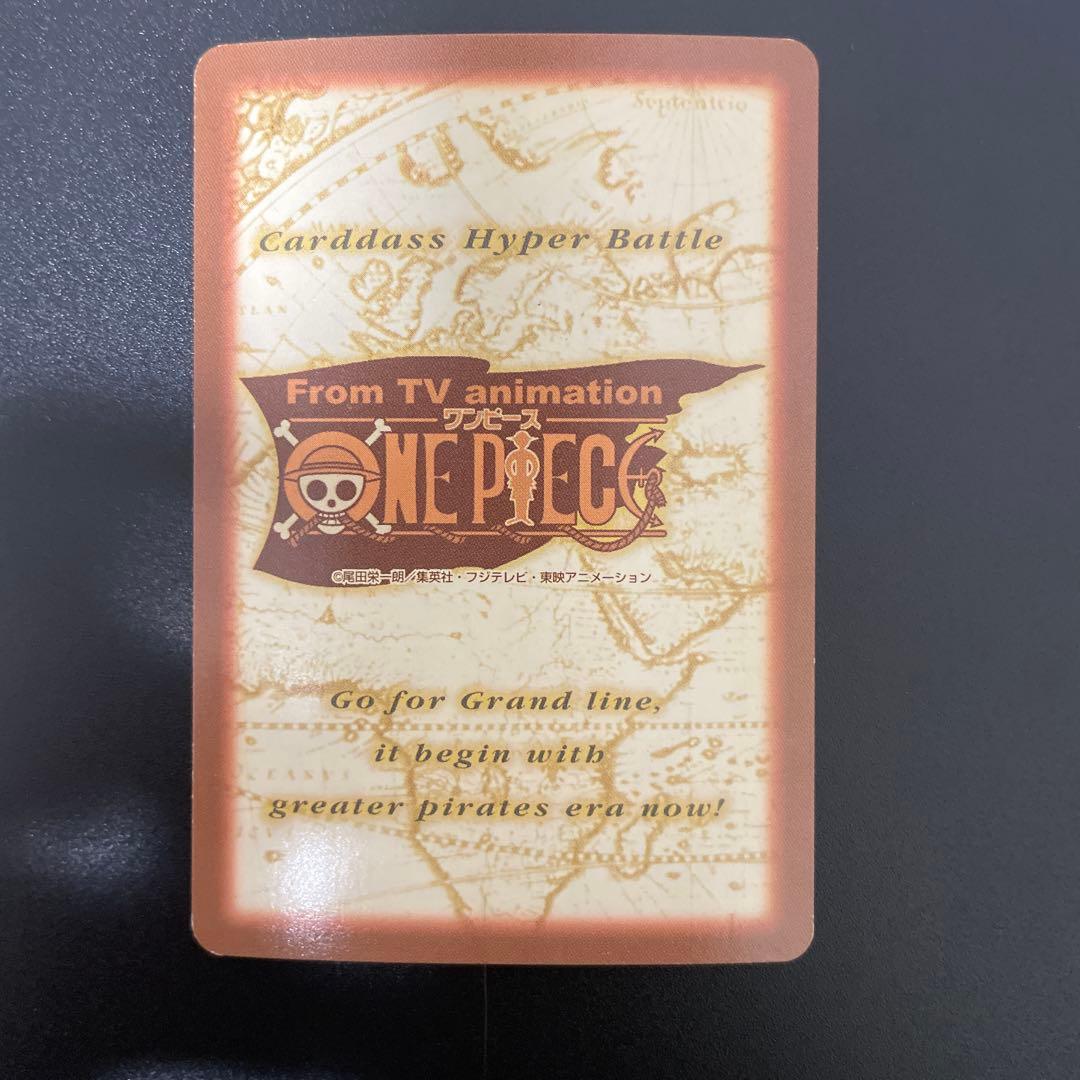 Septentrio
Carddass Hyper Battle
From TV animation
ワンピース
ONE PIECE
©尾田栄一朗/集英社・フジテレビ・東映アニメーション
Go for Grand line,
it begin with
greater pirates era now!